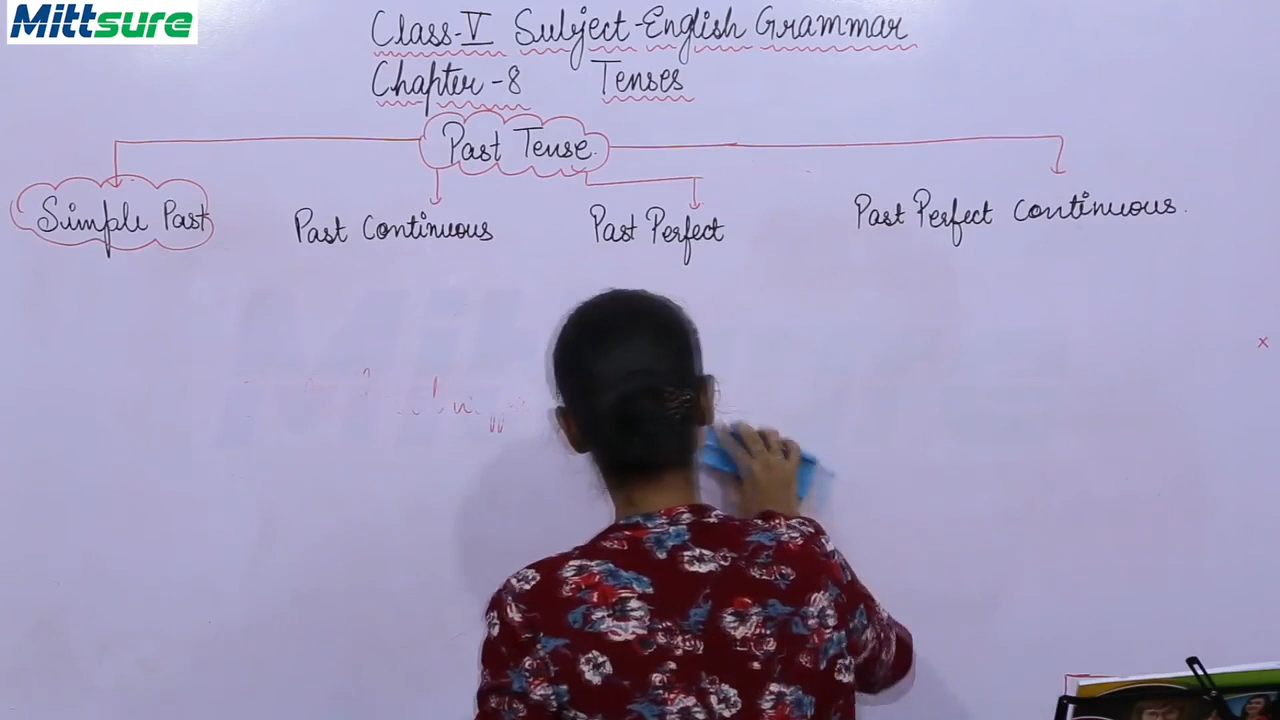 Mittsure
Class-V Subject-English Grammar
Chapter-8 Tenses
Past Tense.
Simple Past
Past Continuous
Past Perfect
Past Perfect Continuous.
x